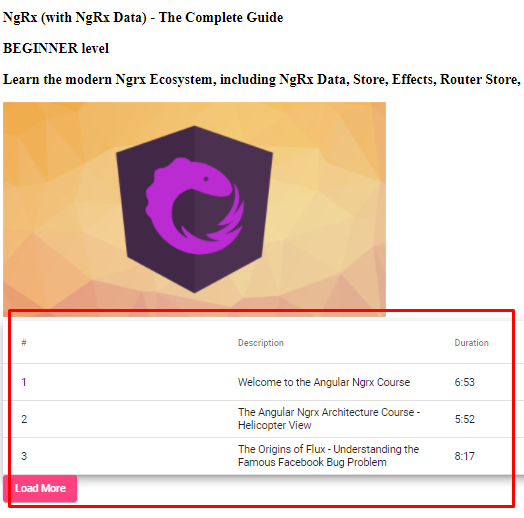 NgRx (with NgRx Data) - The Complete Guide
BEGINNER level
Learn the modern Ngrx Ecosystem, including NgRx Data, Store, Effects, Router Store,
# Description Duration
1 Welcome to the Angular Ngrx Course 6:53
2 The Angular Ngrx Architecture Course - Helicopter View 5:52
3 The Origins of Flux - Understanding the Famous Facebook Bug Problem 8:17
Load More